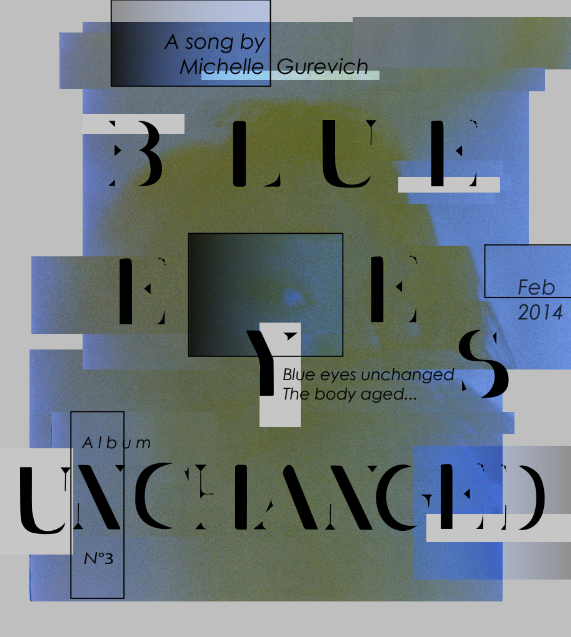 A song by
Michelle Gurevich
BLUE
EYES
Feb
2014
Blue eyes unchanged
The body aged...
Album
UNCHANGED
N°3